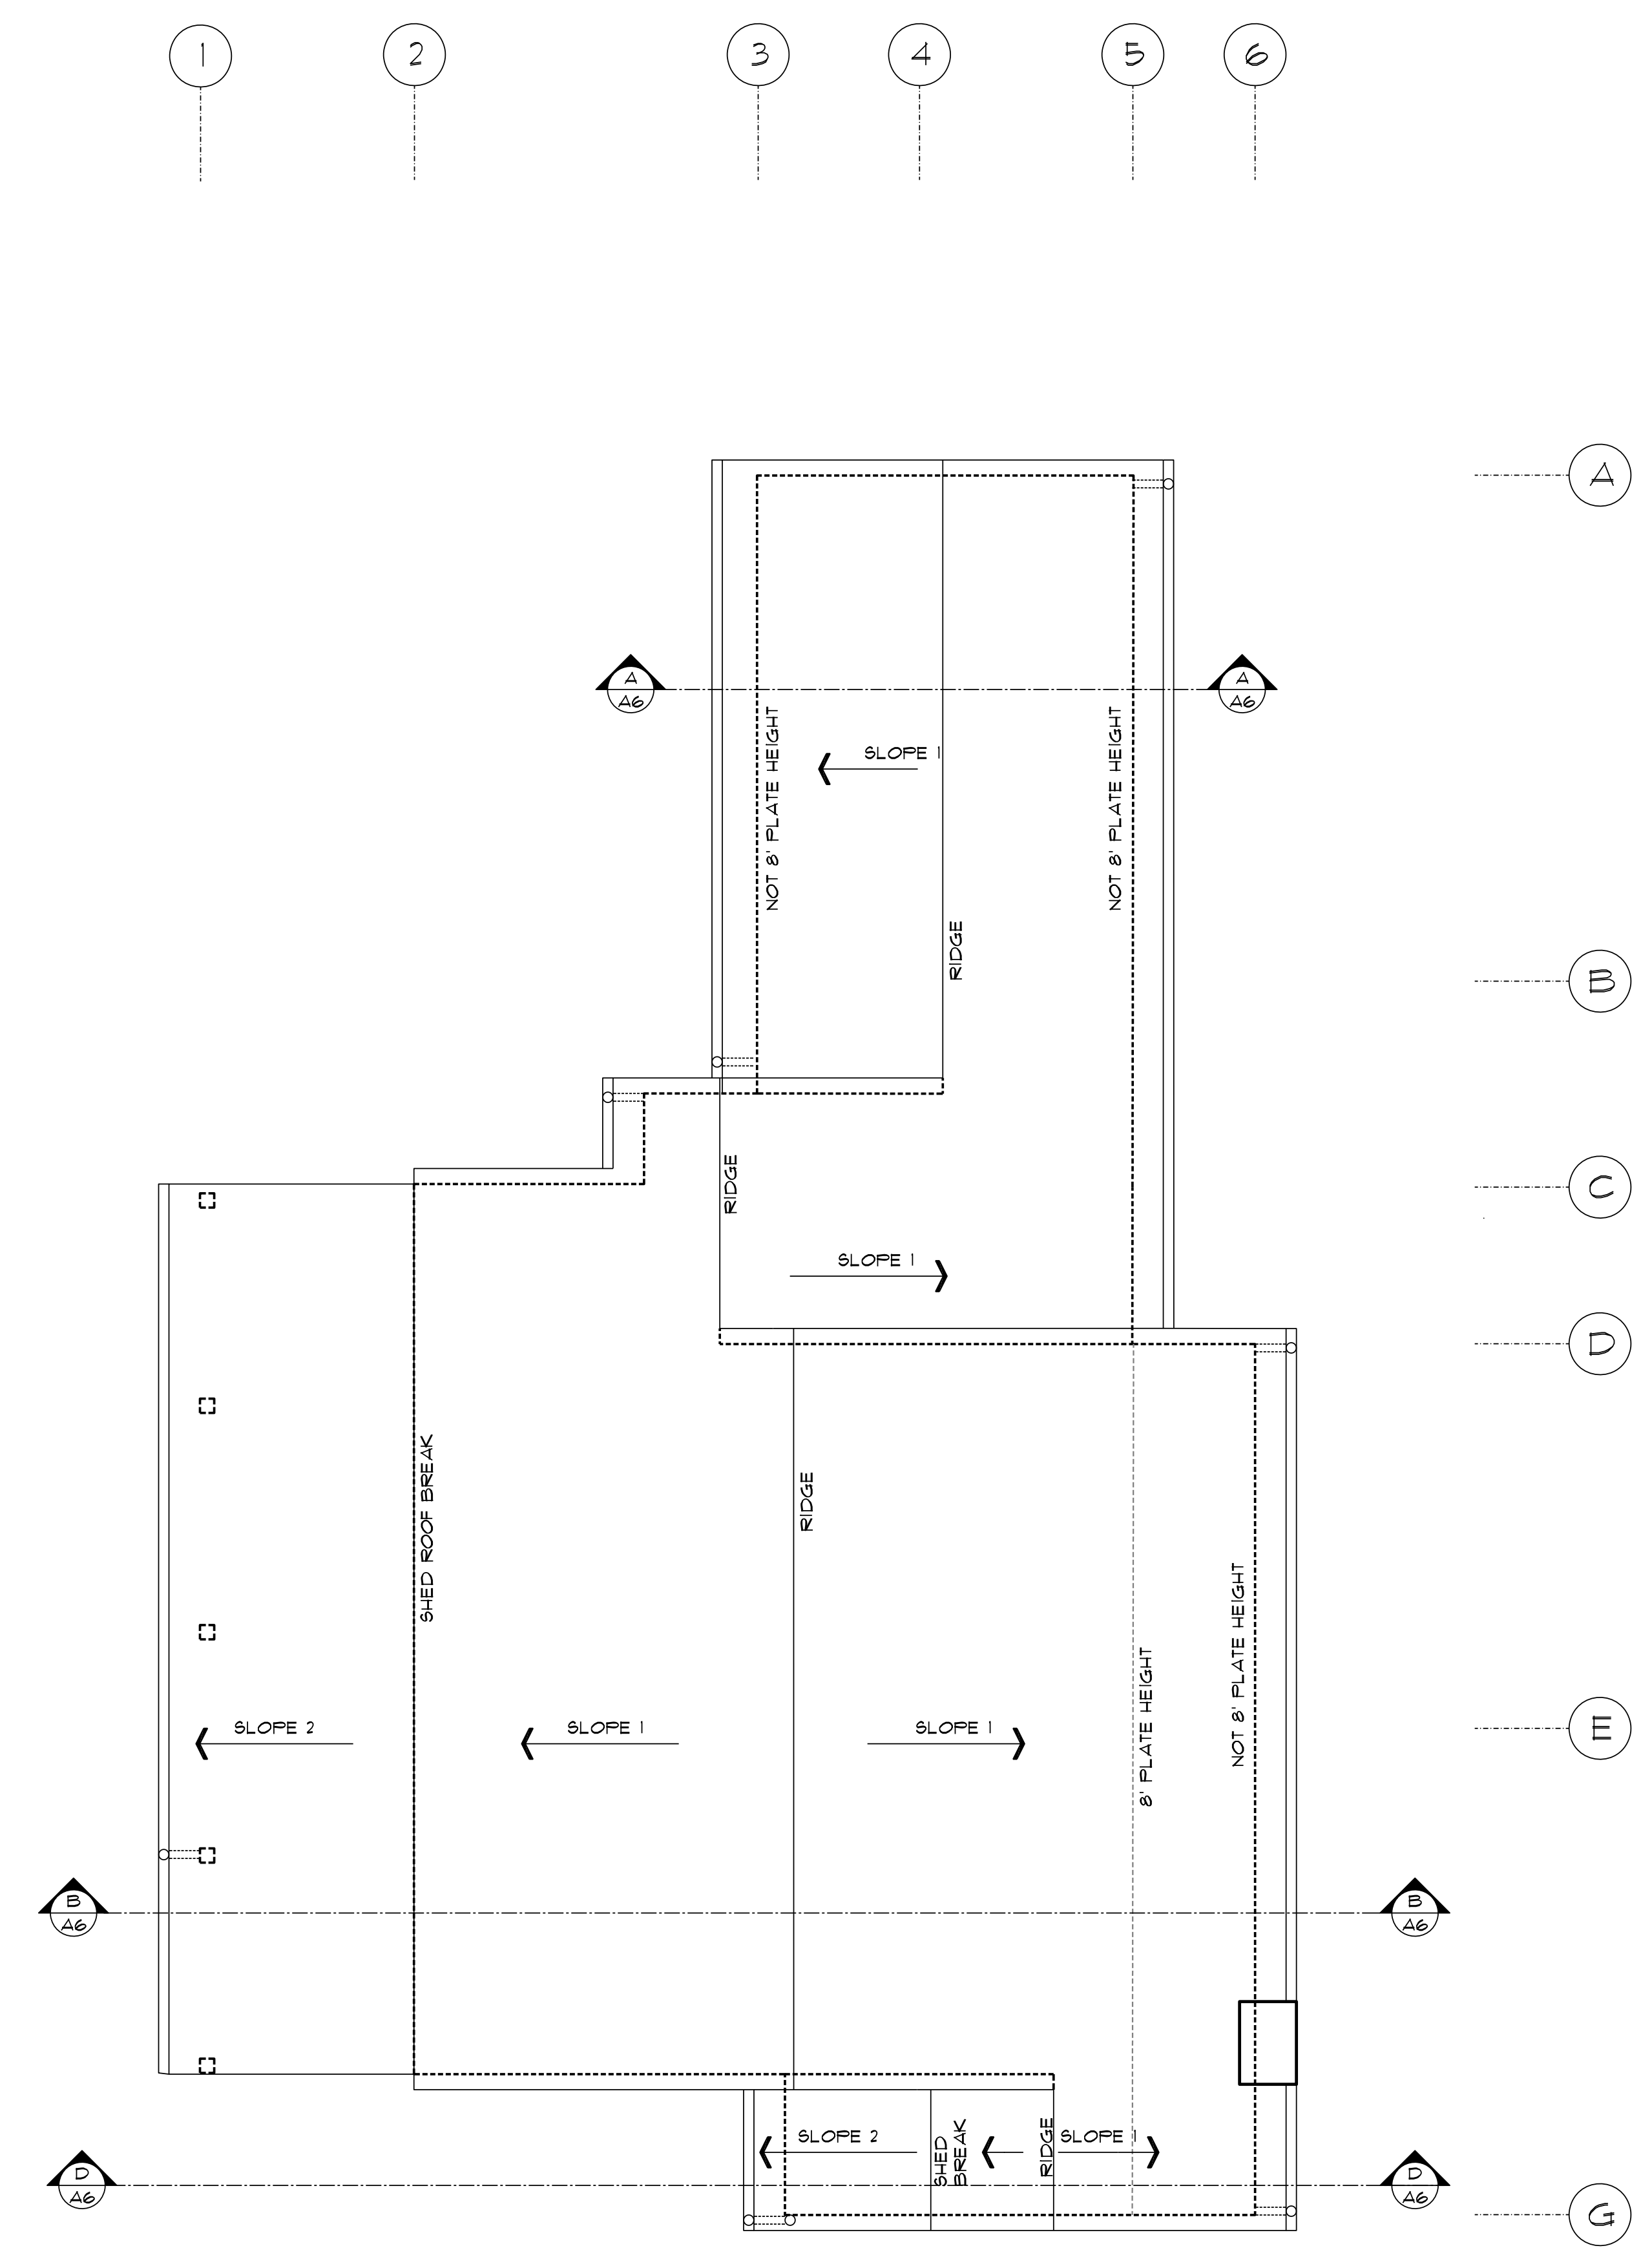 1 2 3 4 5 6
A
A A
A6 A6
SLOPE 1
NOT 8' PLATE HEIGHT
NOT 8' PLATE HEIGHT
RIDGE
B
RIDGE
C
SLOPE 1
D
SHED ROOF BREAK
RIDGE
NOT 8' PLATE HEIGHT
8' PLATE HEIGHT
SLOPE 2 SLOPE 1 SLOPE 1
E
B B
A6 A6
SLOPE 2
SHED
BREAK
RIDGE
SLOPE 1
D D
A6 A6
G